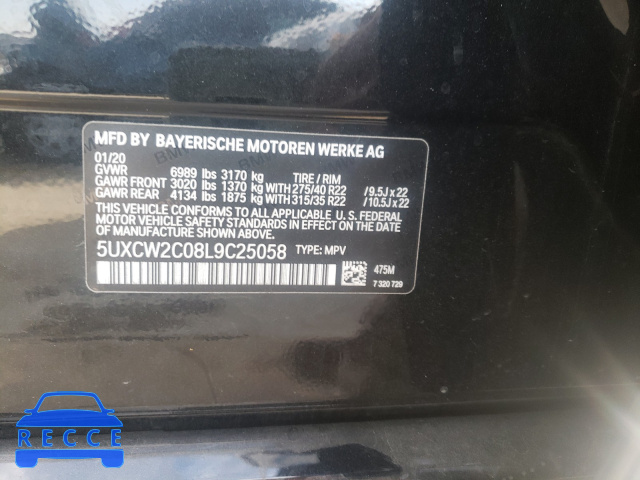 MFD BY BAYERISCHE MOTOREN WERKE AG
01/20
GVWR 6989 lbs 3170 kg TIRE / RIM
GAWR FRONT 3020 lbs 1370 kg WITH 275/40 R22 / 9.5J x 22
GAWR REAR 4134 lbs 1875 kg WITH 315/35 R22 / 10.5J x 22
THIS VEHICLE CONFORMS TO ALL APPLICABLE U. S. FEDERAL
MOTOR VEHICLE SAFETY STANDARDS IN EFFECT ON THE DATE
OF MANUFACTURE SHOWN ABOVE.
5UXCW2C08L9C25058 TYPE: MPV
475M
7 320 729
RECCE